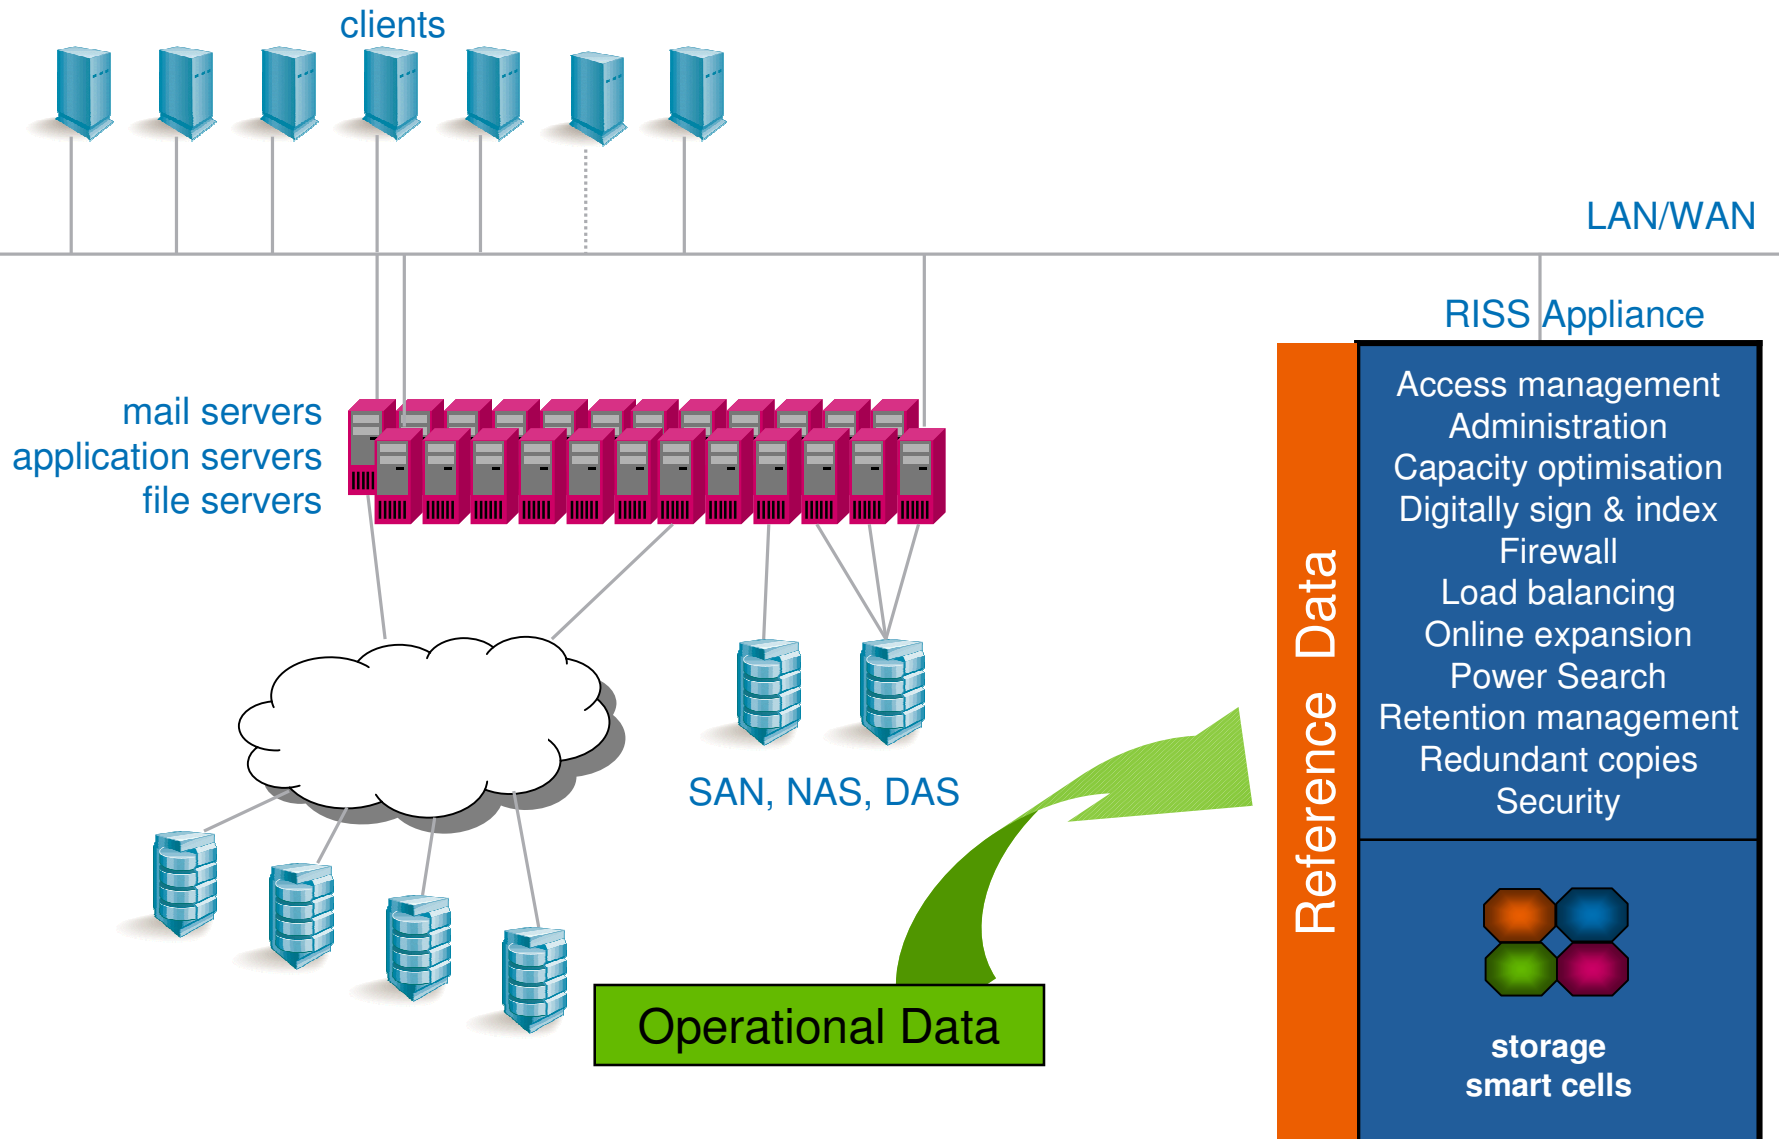 clients
LAN/WAN
RISS Appliance
mail servers
application servers
file servers
SAN, NAS, DAS
Operational Data
Reference Data
Access management
Administration
Capacity optimisation
Digitally sign & index
Firewall
Load balancing
Online expansion
Power Search
Retention management
Redundant copies
Security
storage
smart cells